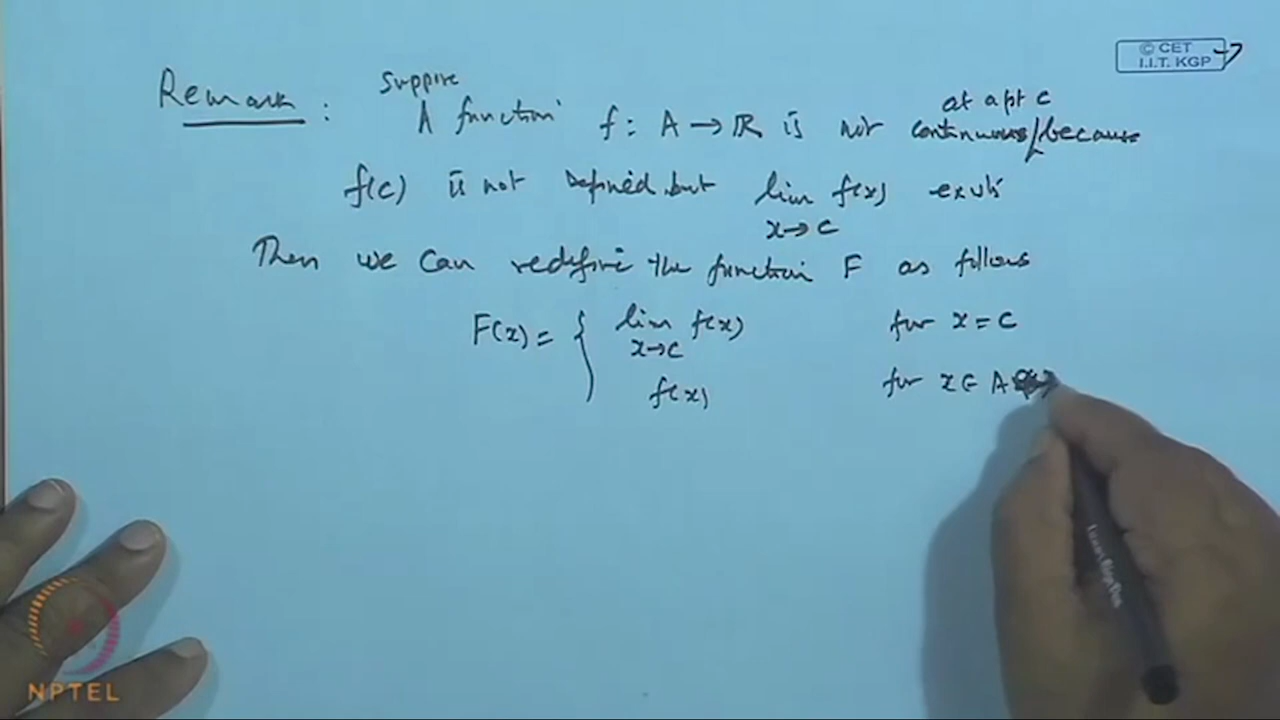 © CET
I.I.T. KGP
Remark : Suppose A function f: A → ℝ is not continuous at a pt c / because
f(c) is not defined but lim x→c f(x) exists
Then we can redefine the function F as follows
F(x) = { lim x→c f(x) for x = c
f(x) for x ∈ A
NPTEL